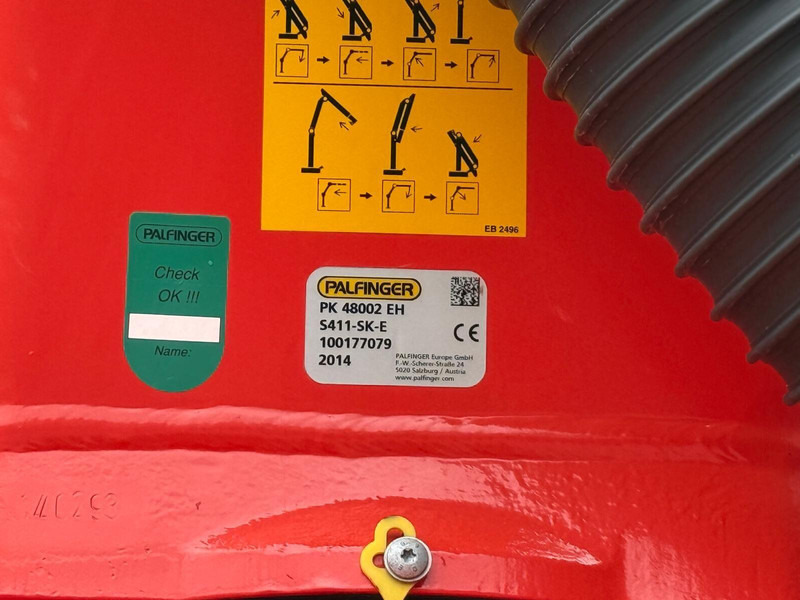 EB 2496
PALFINGER
Check
OK !!!
Name:
PALFINGER
PK 48002 EH
S411-SK-E
100177079
2014
CE
PALFINGER Europe GmbH
F.-W.-Scherer-Straße 24
5020 Salzburg / Austria
www.palfinger.com